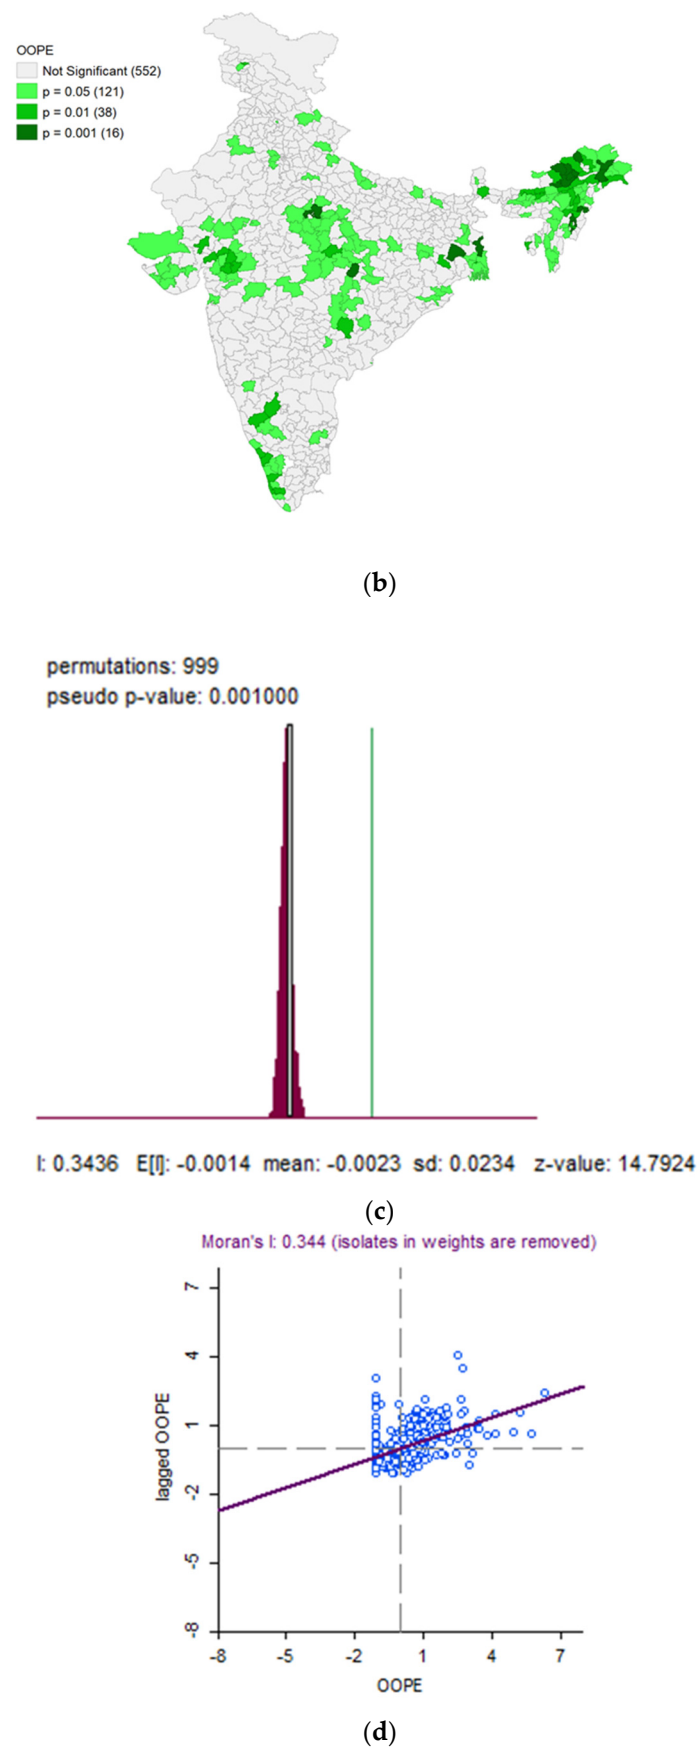 OOPE
Not Significant (552)
p = 0.05 (121)
p = 0.01 (38)
p = 0.001 (16)
(b)
permutations: 999
pseudo p-value: 0.001000
I: 0.3436 E[I]: -0.0014 mean: -0.0023 sd: 0.0234 z-value: 14.7924
(c)
Moran's I: 0.344 (isolates in weights are removed)
7
4
1
-2
-5
-8
lagged OOPE
-8 -5 -2 1 4 7
OOPE
(d)